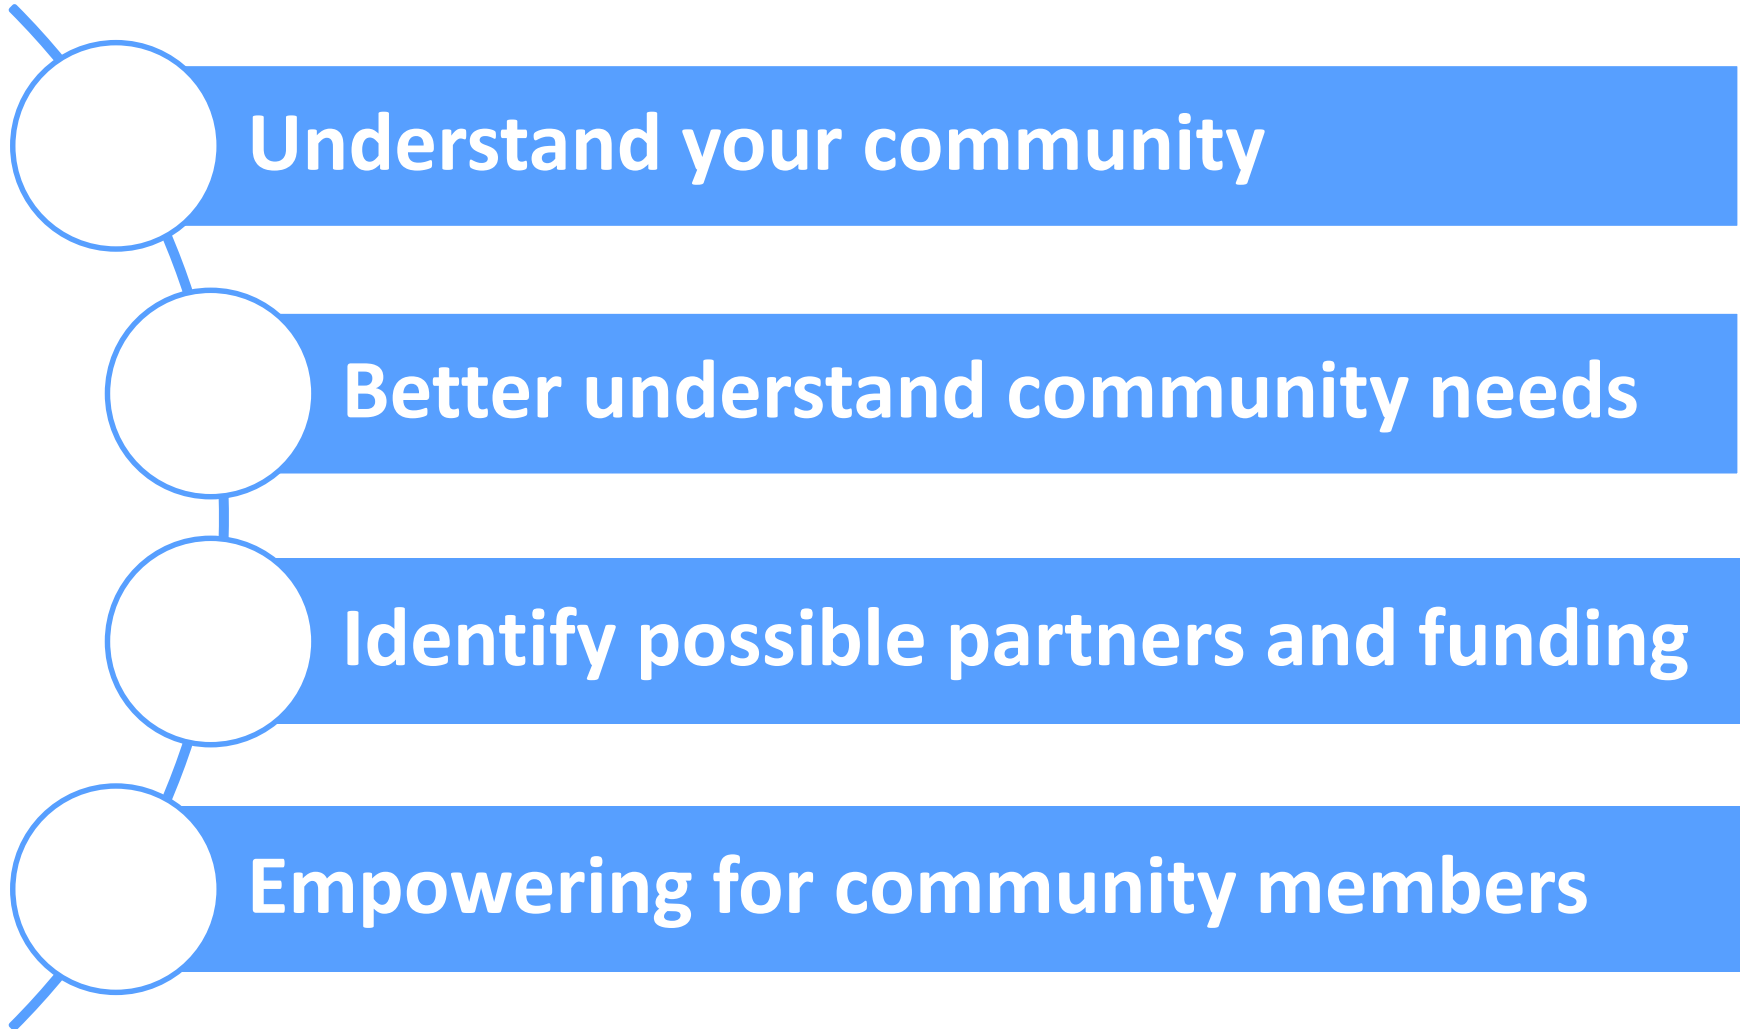 Understand your community
Better understand community needs
Identify possible partners and funding
Empowering for community members